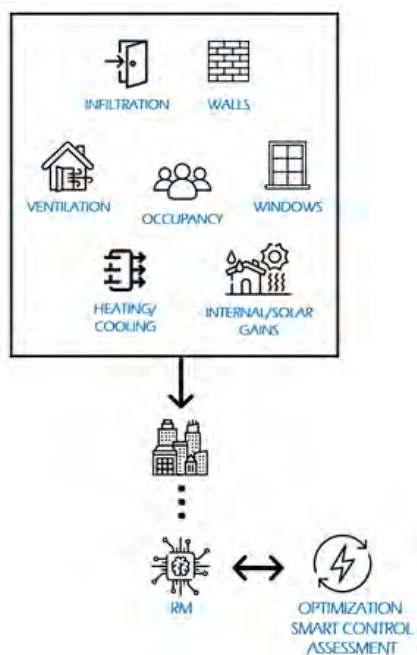 INFILTRATION
WALLS
VENTILATION
OCCUPANCY
WINDOWS
HEATING/
COOLING
INTERNAL/SOLAR
GAINS
RM
OPTIMIZATION
SMART CONTROL
ASSESSMENT